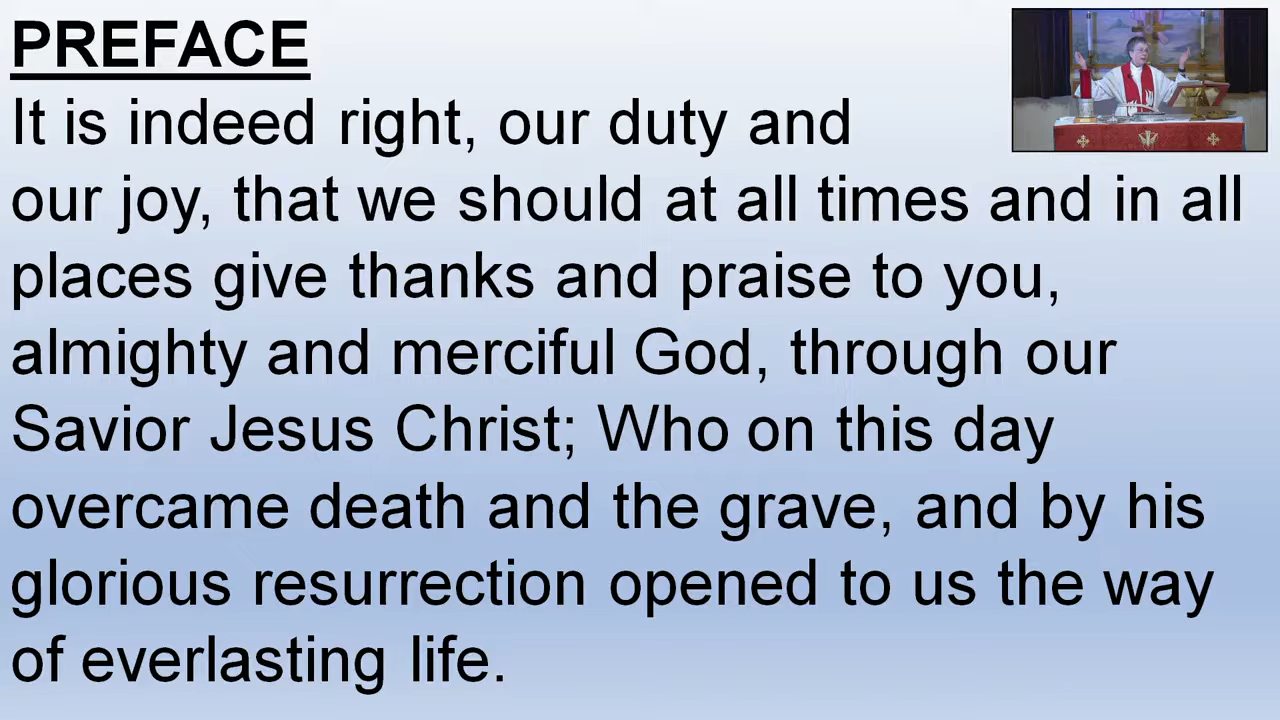 PREFACE
It is indeed right, our duty and
our joy, that we should at all times and in all
places give thanks and praise to you,
almighty and merciful God, through our
Savior Jesus Christ; Who on this day
overcame death and the grave, and by his
glorious resurrection opened to us the way
of everlasting life.